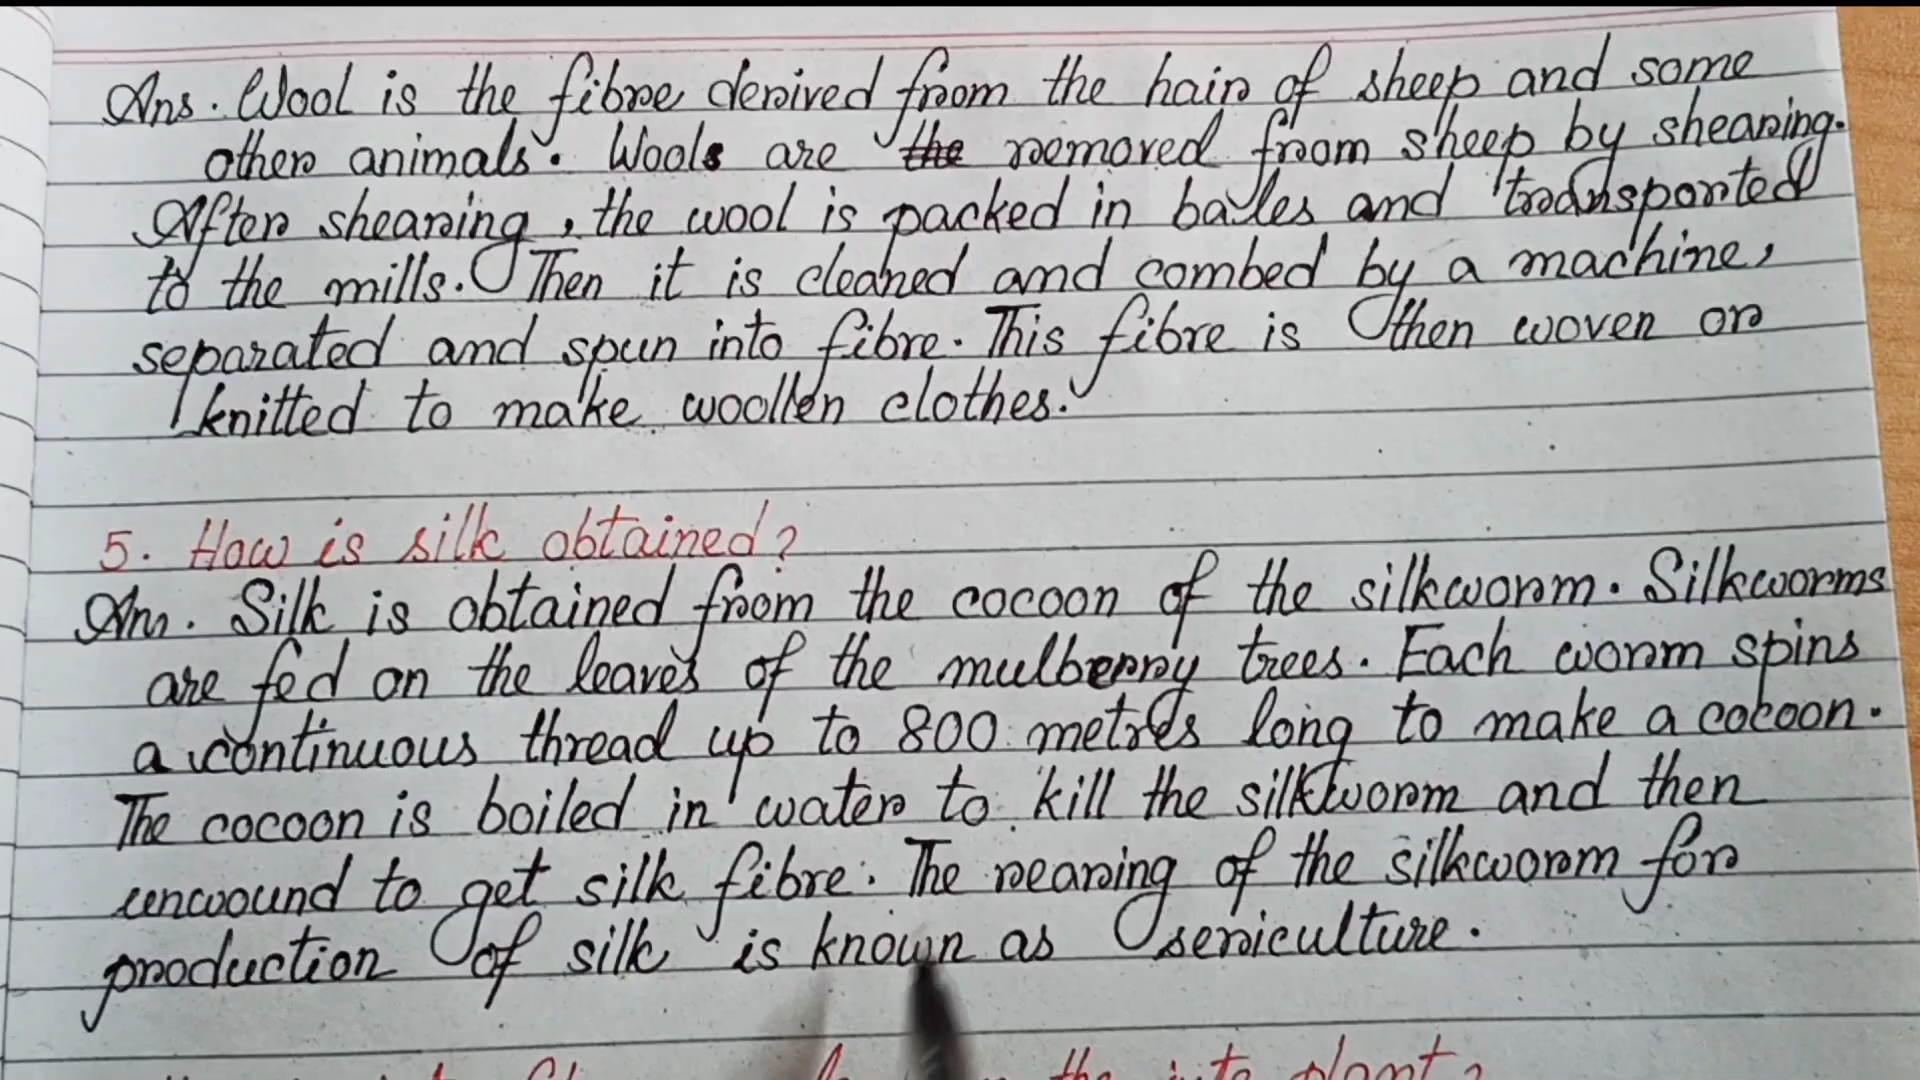 Ans. Wool is the fibre derived from the hair of sheep and some
other animals. Wools are the removed from sheep by shearing.
After shearing, the wool is packed in bales and transported
to the mills. Then it is cleaned and combed by a machine,
separated and spun into fibre. This fibre is then woven or
knitted to make woollen clothes.
5. How is silk obtained?
Ans. Silk is obtained from the cocoon of the silkworm. Silkworms
are fed on the leaves of the mulberry trees. Each worm spins
a continuous thread up to 800 metres long to make a cocoon.
The cocoon is boiled in water to kill the silkworm and then
unwound to get silk fibre. The rearing of the silkworm for
production of silk is known as sericulture.
the jute plant?